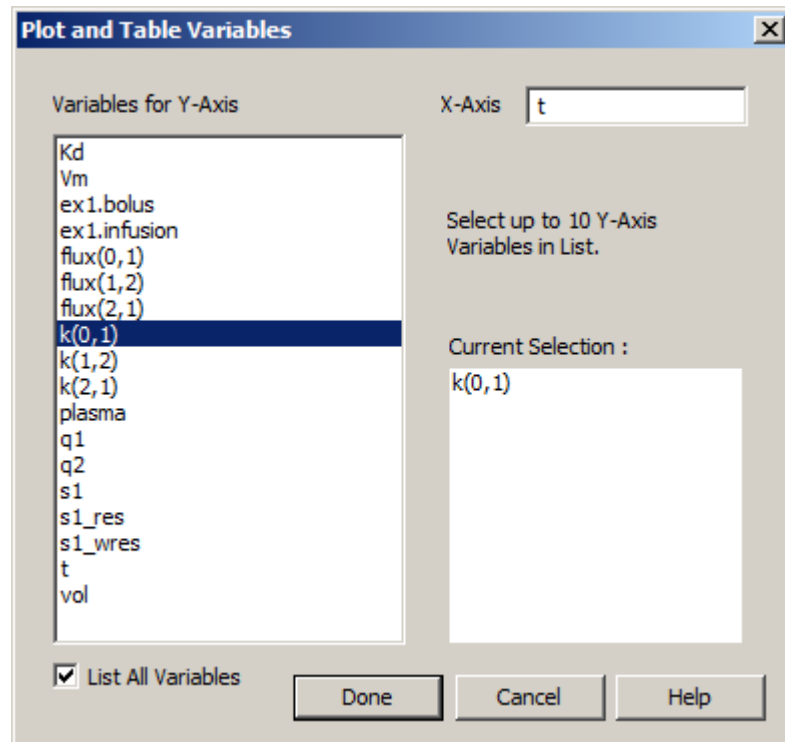 Plot and Table Variables
Variables for Y-Axis
X-Axis
t
Kd
Vm
ex1.bolus
ex1.infusion
flux(0,1)
flux(1,2)
flux(2,1)
k(0,1)
k(1,2)
k(2,1)
plasma
q1
q2
s1
s1_res
s1_wres
t
vol
Select up to 10 Y-Axis
Variables in List.
Current Selection :
k(0,1)
List All Variables
Done
Cancel
Help